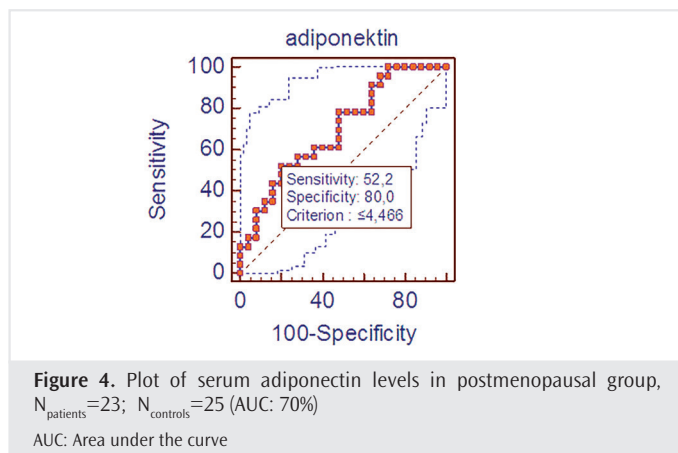 adiponektin
Sensitivity
100
80
60
40
20
0
Sensitivity: 52,2
Specificity: 80,0
Criterion : ≤4,466
0 40 80
100-Specificity
Figure 4. Plot of serum adiponectin levels in postmenopausal group,
Npatients=23; Ncontrols=25 (AUC: 70%)
AUC: Area under the curve